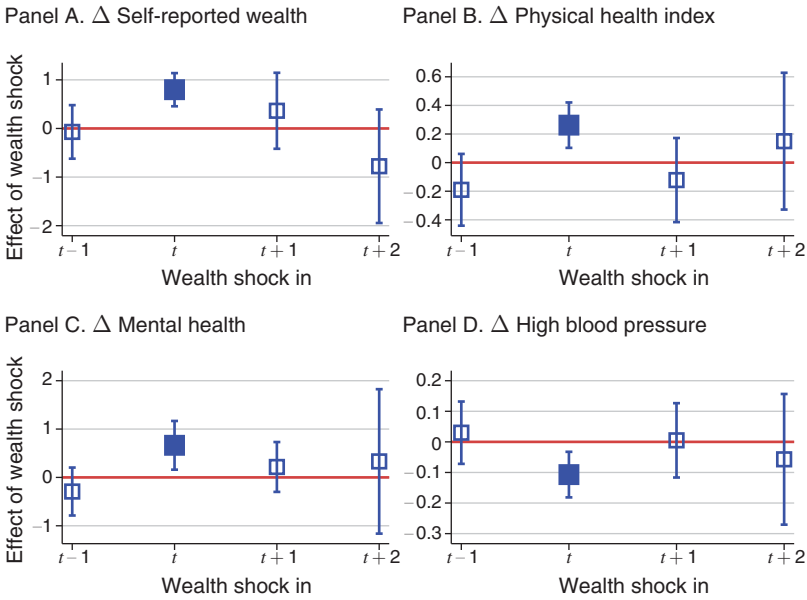 Panel A. Δ Self-reported wealth
Effect of wealth shock
1
0
−1
−2
t − 1
t
t + 1
t + 2
Wealth shock in
Panel B. Δ Physical health index
0.6
0.4
0.2
0
−0.2
−0.4
t − 1
t
t + 1
t + 2
Wealth shock in
Panel C. Δ Mental health
Effect of wealth shock
2
1
0
−1
t − 1
t
t + 1
t + 2
Wealth shock in
Panel D. Δ High blood pressure
0.2
0.1
0
−0.1
−0.2
−0.3
t − 1
t
t + 1
t + 2
Wealth shock in